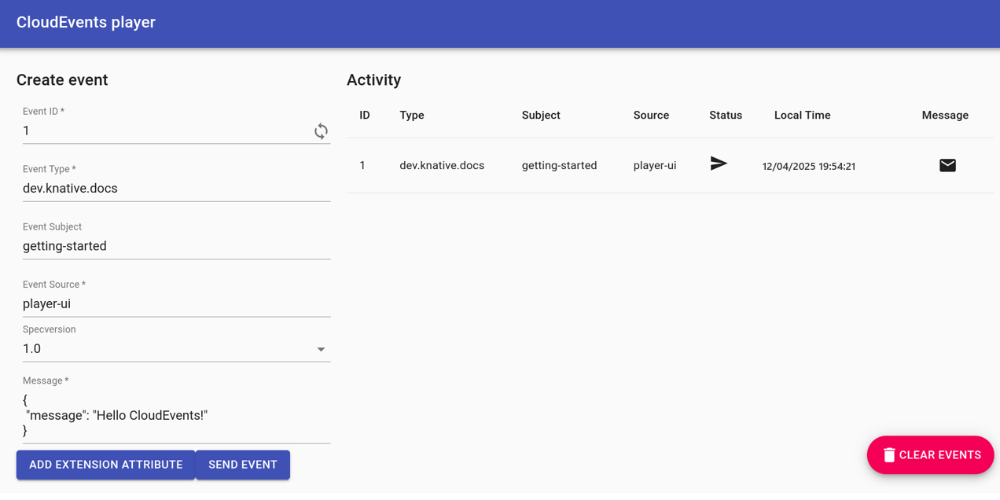 CloudEvents player
Create event
Event ID *
1
Event Type *
dev.knative.docs
Event Subject
getting-started
Event Source *
player-ui
Specversion
1.0
Message *
{
"message": "Hello CloudEvents!"
}
ADD EXTENSION ATTRIBUTE SEND EVENT
Activity
ID Type Subject Source Status Local Time Message
1 dev.knative.docs getting-started player-ui 12/04/2025 19:54:21
CLEAR EVENTS